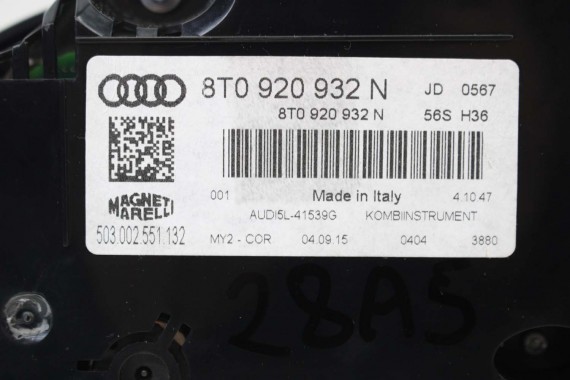 8T0 920 932 N JD 0567
8T0 920 932 N 56S H36
001 Made in Italy 4.10.47
MAGNETI
MARELLI
AUDI5L-41539G KOMBIINSTRUMENT
503.002.551.132 MY2 - COR 04.09.15 0404 3880
28A5